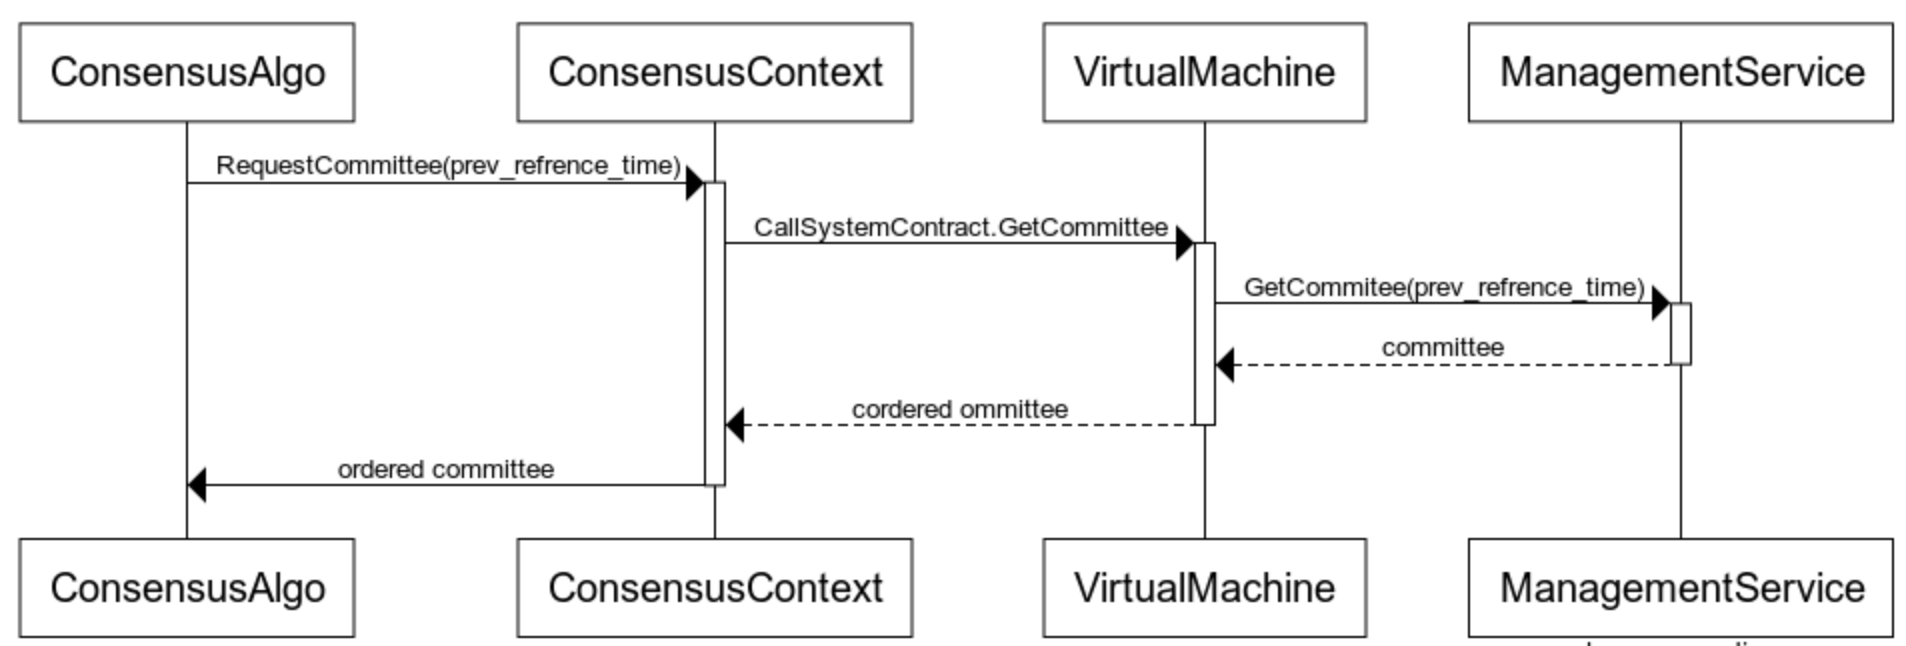 ConsensusAlgo
ConsensusContext
VirtualMachine
ManagementService
RequestCommittee(prev_refrence_time)
CallSystemContract.GetCommittee
GetCommitee(prev_refrence_time)
committee
cordered ommittee
ordered committee
ConsensusAlgo
ConsensusContext
VirtualMachine
ManagementService